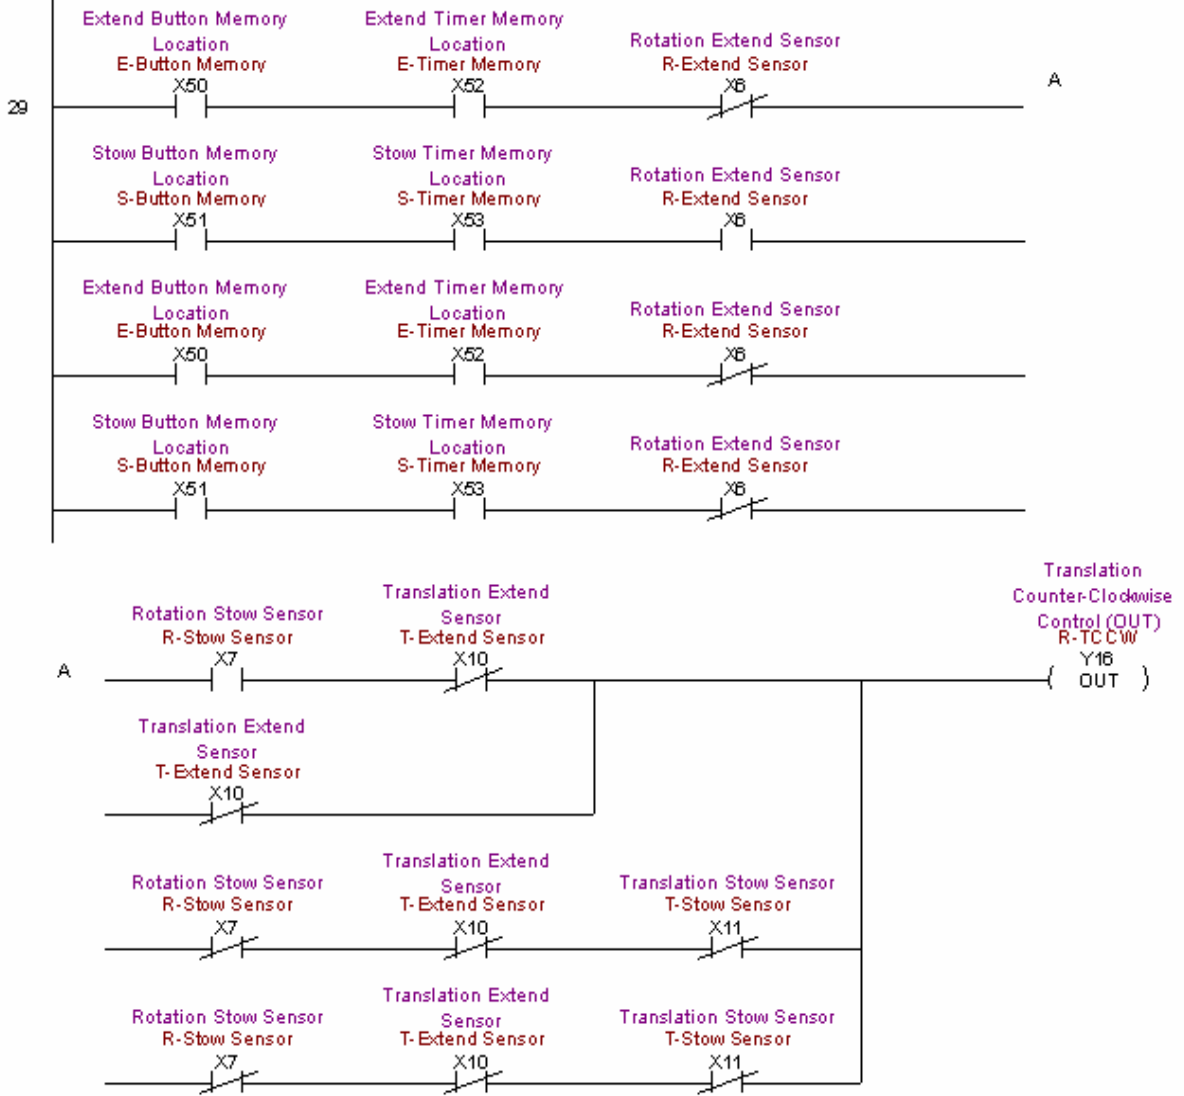 Extend Button Memory Location
E-Button Memory
X50
Extend Timer Memory Location
E-Timer Memory
X52
Rotation Extend Sensor
R-Extend Sensor
X6
A
29
Stow Button Memory Location
S-Button Memory
X51
Stow Timer Memory Location
S-Timer Memory
X53
Rotation Extend Sensor
R-Extend Sensor
X6
Extend Button Memory Location
E-Button Memory
X50
Extend Timer Memory Location
E-Timer Memory
X52
Rotation Extend Sensor
R-Extend Sensor
X6
Stow Button Memory Location
S-Button Memory
X51
Stow Timer Memory Location
S-Timer Memory
X53
Rotation Extend Sensor
R-Extend Sensor
X6
A
Rotation Stow Sensor
R-Stow Sensor
X7
Translation Extend Sensor
T-Extend Sensor
X10
Translation Counter-Clockwise Control (OUT)
R-TCCW
Y16
OUT
Translation Extend Sensor
T-Extend Sensor
X10
Rotation Stow Sensor
R-Stow Sensor
X7
Translation Extend Sensor
T-Extend Sensor
X10
Translation Stow Sensor
T-Stow Sensor
X11
Rotation Stow Sensor
R-Stow Sensor
X7
Translation Extend Sensor
T-Extend Sensor
X10
Translation Stow Sensor
T-Stow Sensor
X11